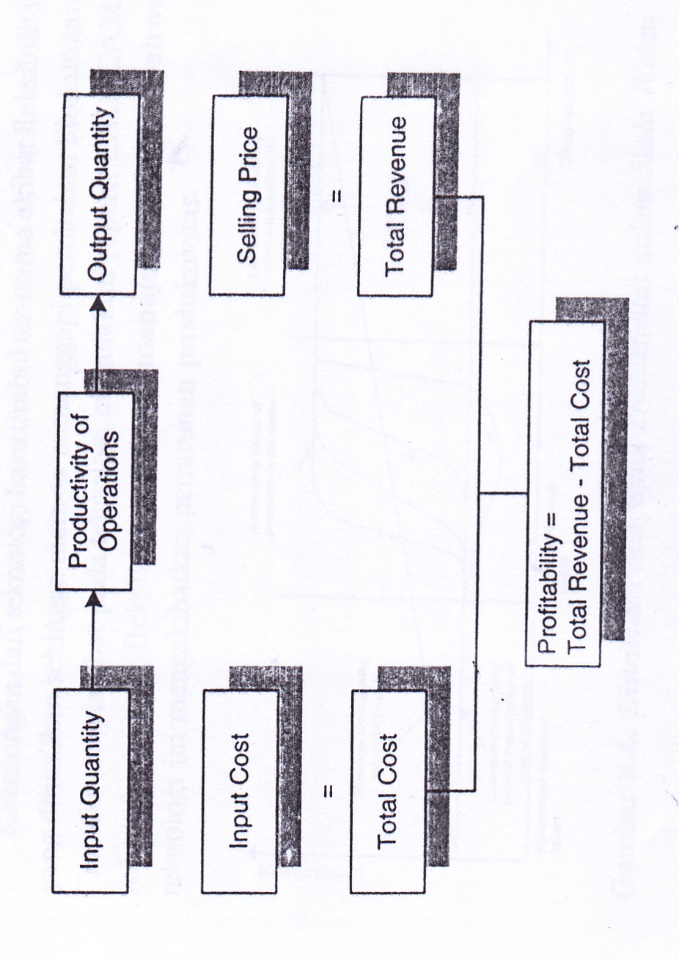 Input Quantity
Productivity of
Operations
Output Quantity
Input Cost
Selling Price
=
=
Total Cost
Total Revenue
Profitability =
Total Revenue - Total Cost